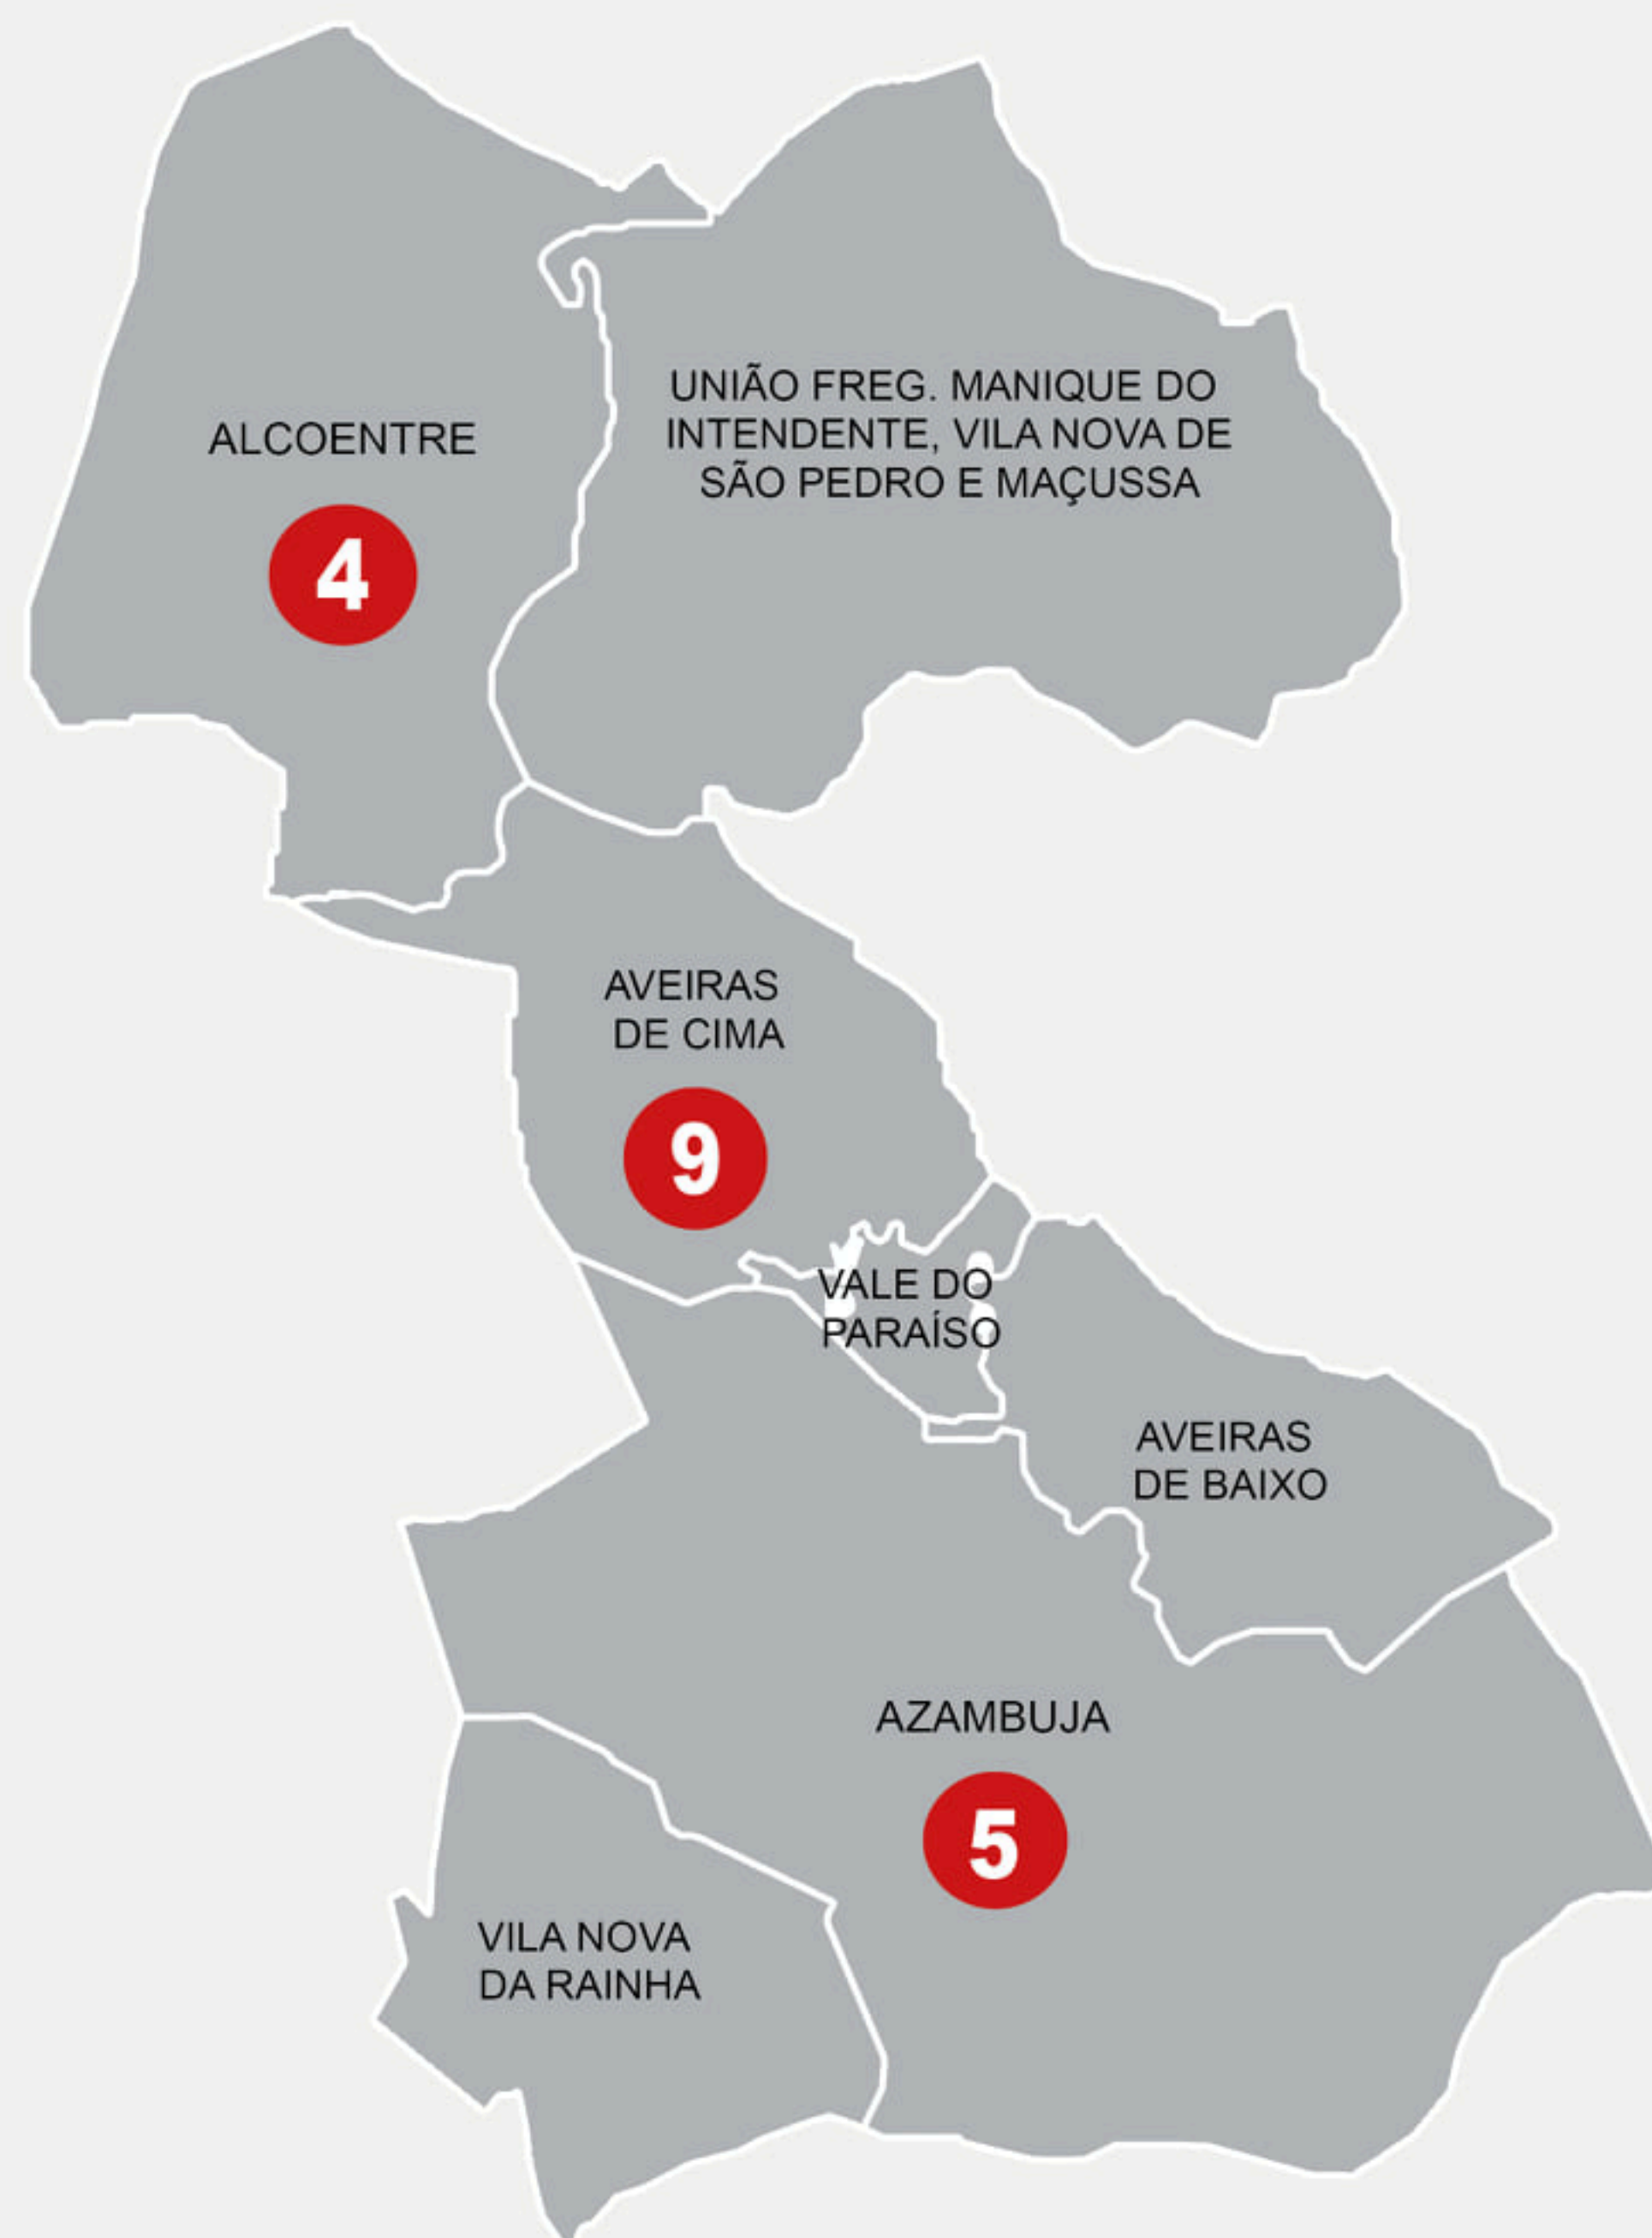 UNIÃO FREG. MANIQUE DO
INTENDENTE, VILA NOVA DE
SÃO PEDRO E MAÇUSSA
ALCOENTRE
4
AVEIRAS
DE CIMA
9
VALE DO
PARAÍSO
AVEIRAS
DE BAIXO
AZAMBUJA
5
VILA NOVA
DA RAINHA